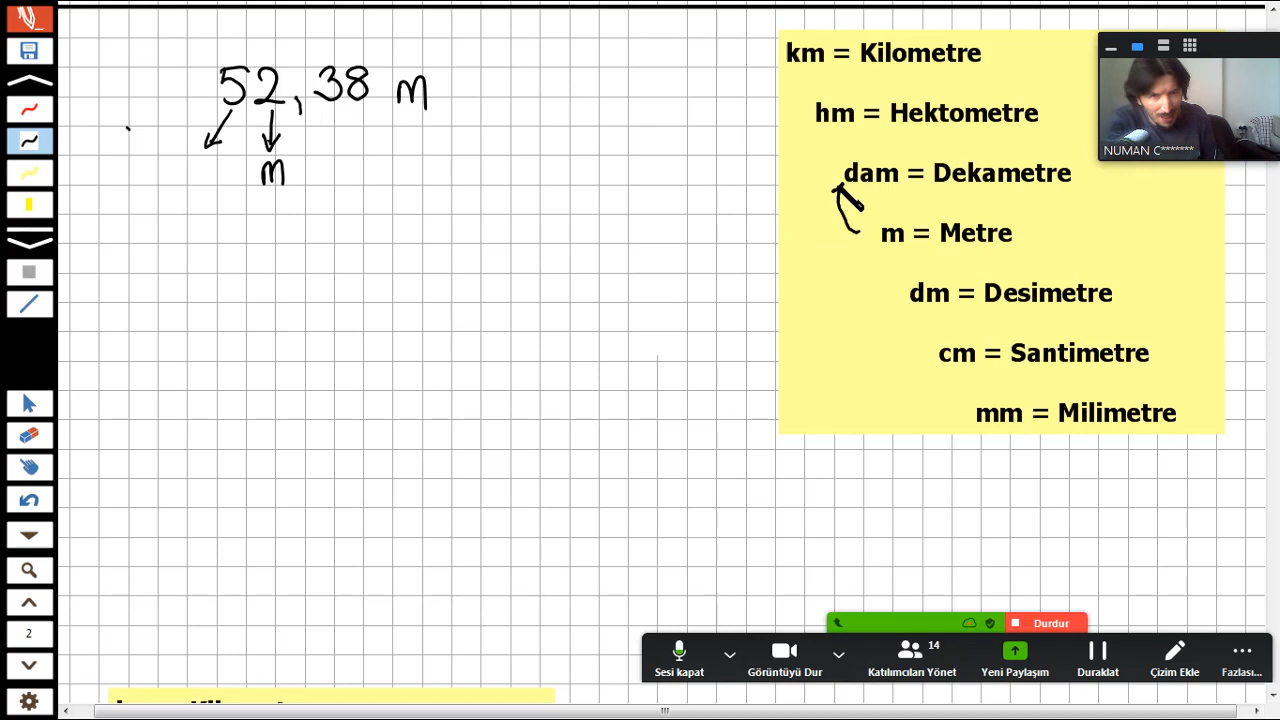 52,38 m
m
km = Kilometre
hm = Hektometre
dam = Dekametre
m = Metre
dm = Desimetre
cm = Santimetre
mm = Milimetre
NUMAN C*******
2
Durdur
14
Sesi kapat
Görüntüyü Dur
Katılımcıları Yönet
Yeni Paylaşım
Duraklat
Çizim Ekle
Fazlası...